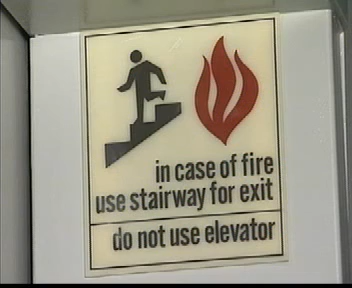 in case of fire
use stairway for exit
do not use elevator